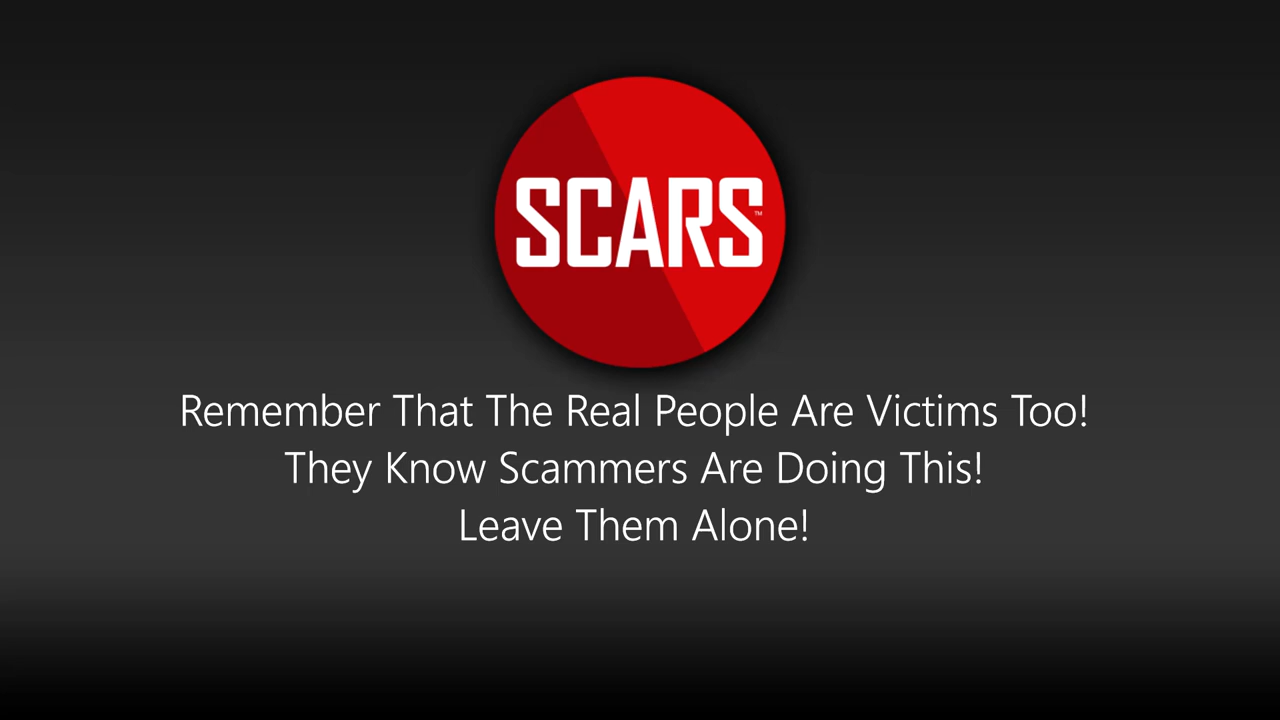 SCARS™
Remember That The Real People Are Victims Too!
They Know Scammers Are Doing This!
Leave Them Alone!